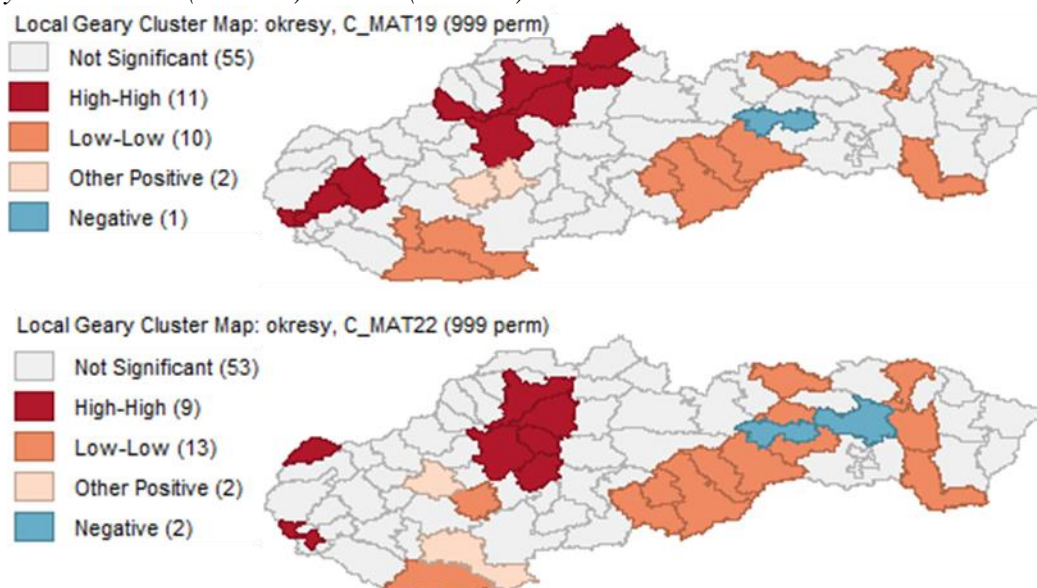 Local Geary Cluster Map: okresy, C_MAT19 (999 perm)
Not Significant (55)
High-High (11)
Low-Low (10)
Other Positive (2)
Negative (1)
Local Geary Cluster Map: okresy, C_MAT22 (999 perm)
Not Significant (53)
High-High (9)
Low-Low (13)
Other Positive (2)
Negative (2)